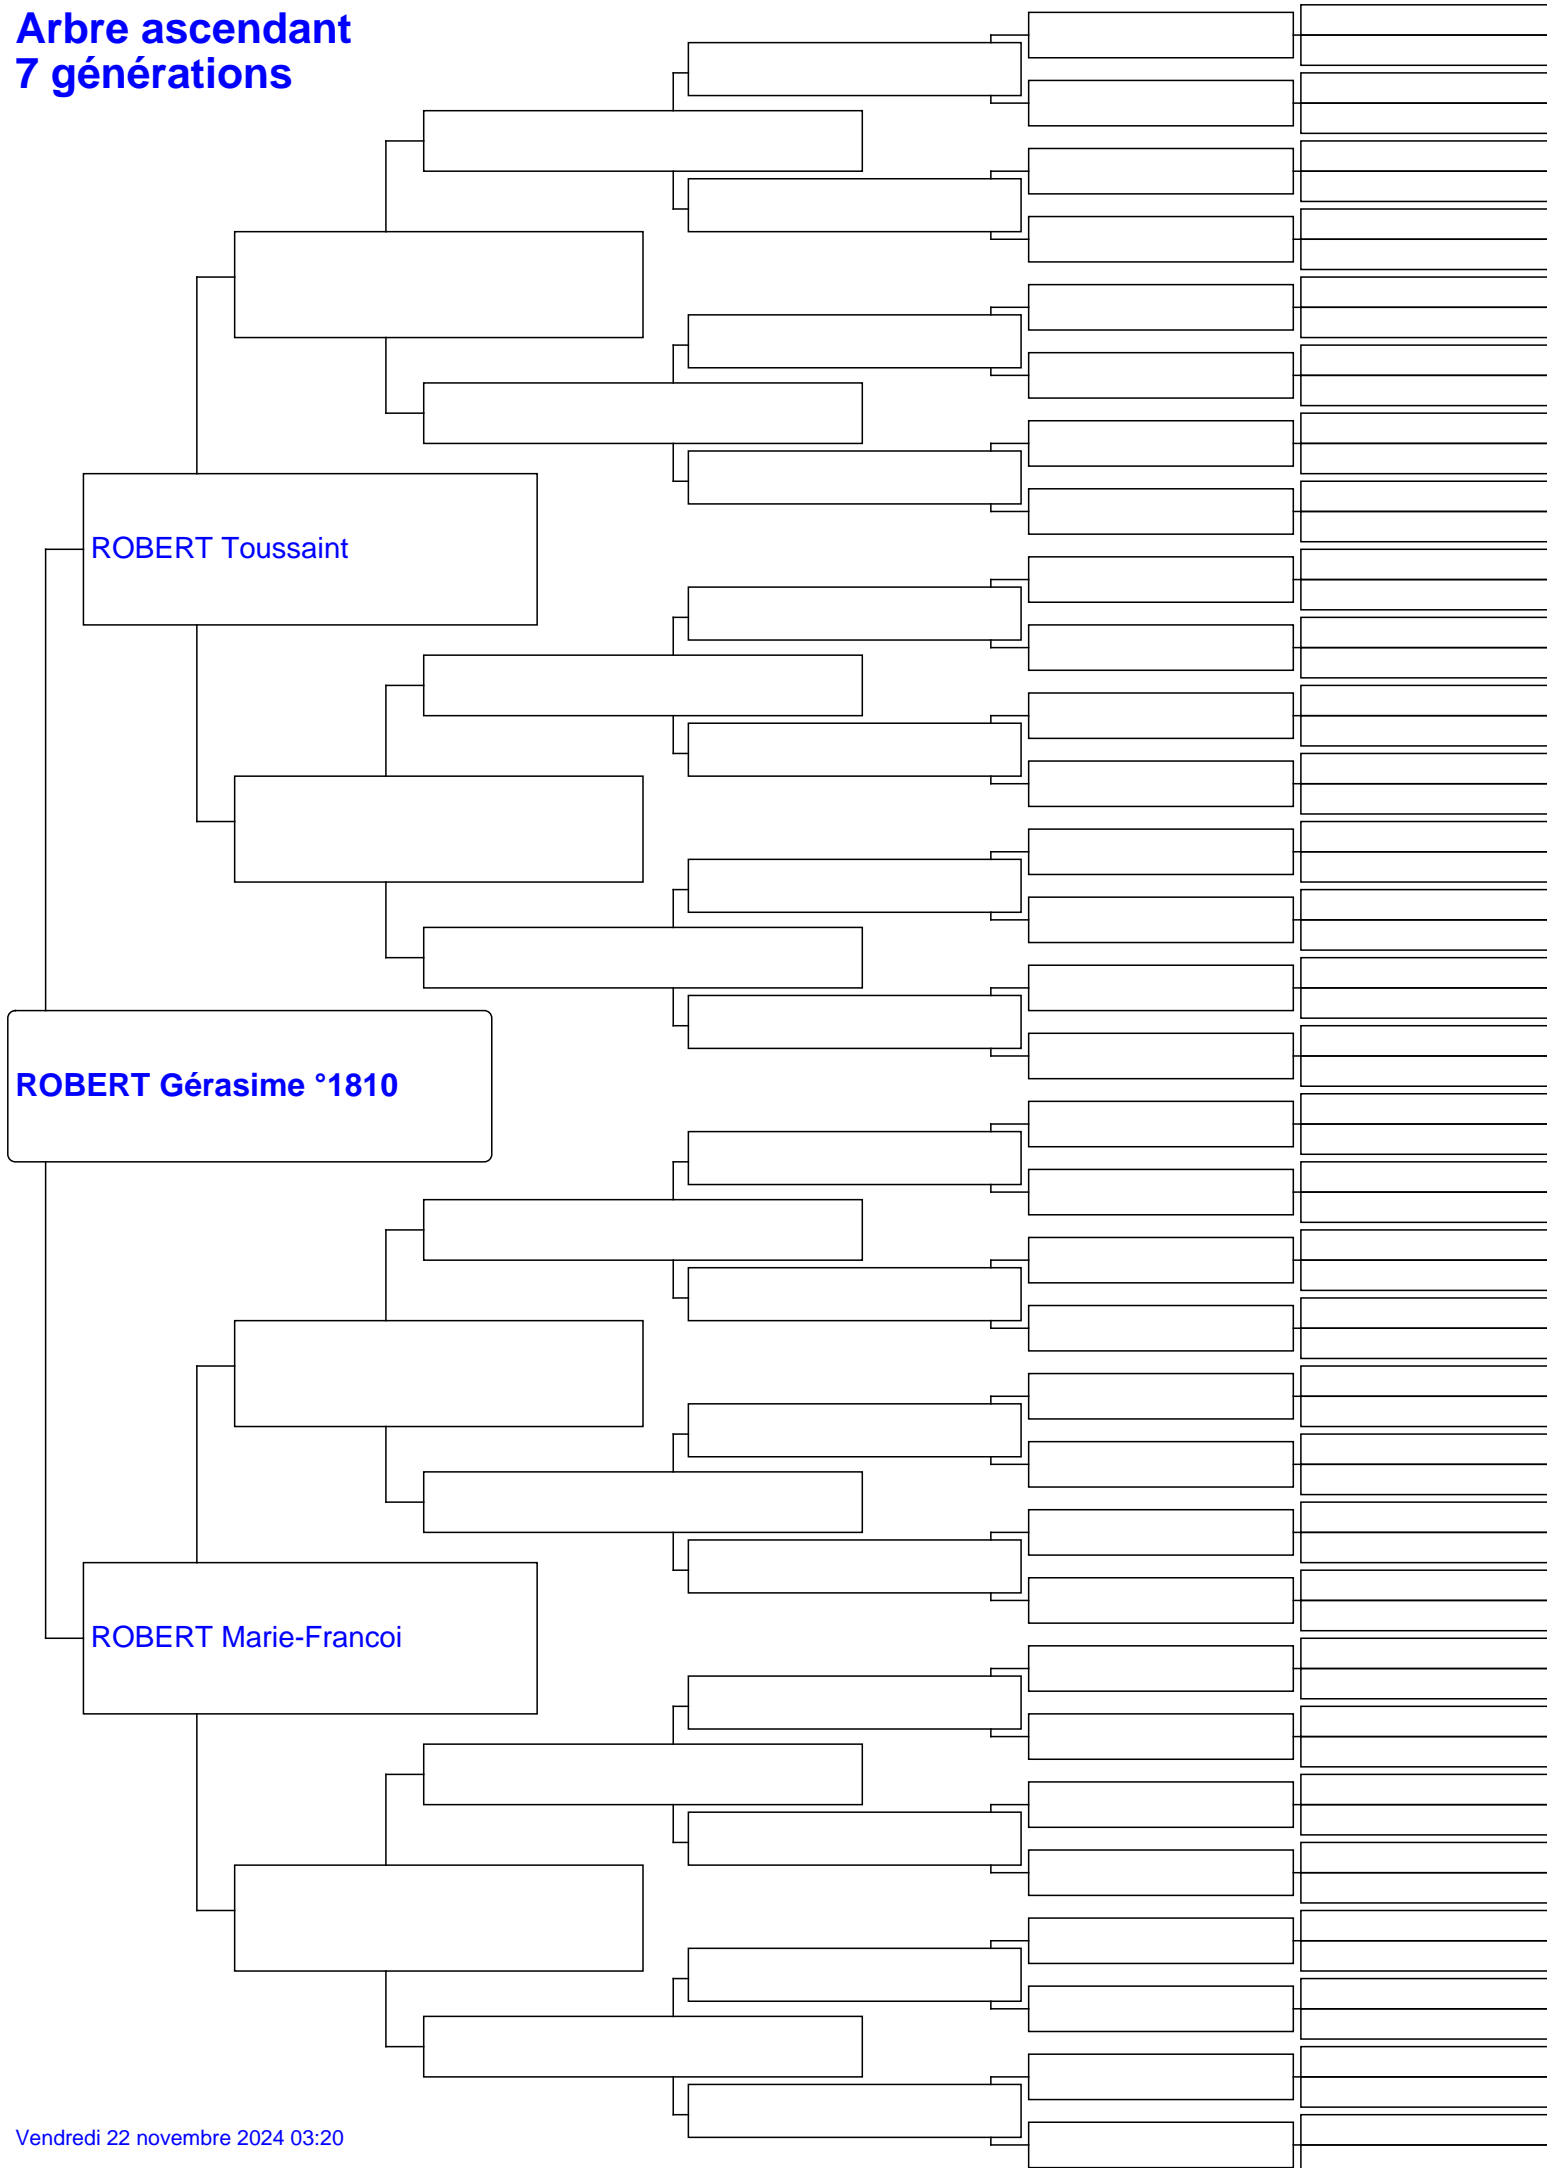 Arbre ascendant
7 générations
ROBERT Toussaint
ROBERT Gérasime °1810
ROBERT Marie-Francoi
Vendredi 22 novembre 2024 03:20